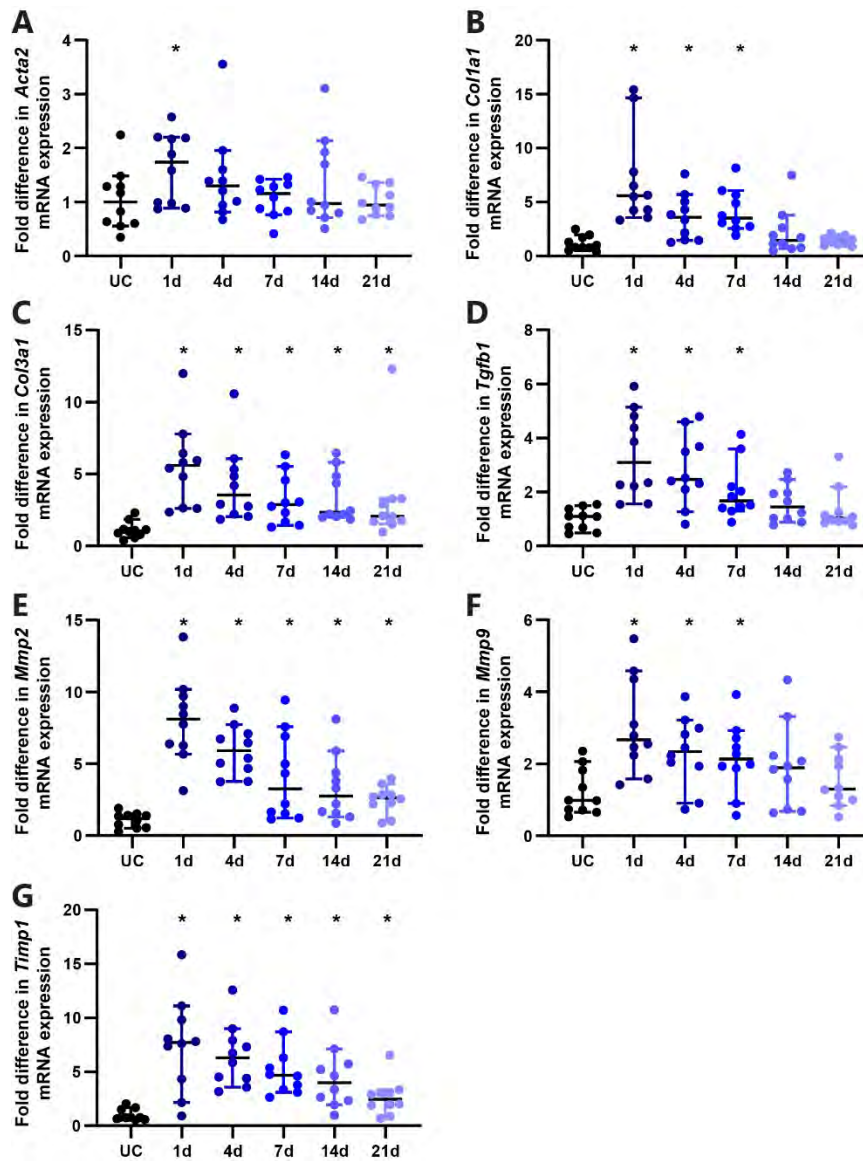 A
Fold difference in Acta2
mRNA expression
4
3
2
1
0
*
UC 1d 4d 7d 14d 21d
B
Fold difference in Col1a1
mRNA expression
20
15
10
5
0
* * *
UC 1d 4d 7d 14d 21d
C
Fold difference in Col3a1
mRNA expression
15
10
5
0
* * * * *
UC 1d 4d 7d 14d 21d
D
Fold difference in Tgfb1
mRNA expression
8
6
4
2
0
* * *
UC 1d 4d 7d 14d 21d
E
Fold difference in Mmp2
mRNA expression
15
10
5
0
* * * * *
UC 1d 4d 7d 14d 21d
F
Fold difference in Mmp9
mRNA expression
6
4
2
0
* * *
UC 1d 4d 7d 14d 21d
G
Fold difference in Timp1
mRNA expression
20
15
10
5
0
* * * * *
UC 1d 4d 7d 14d 21d